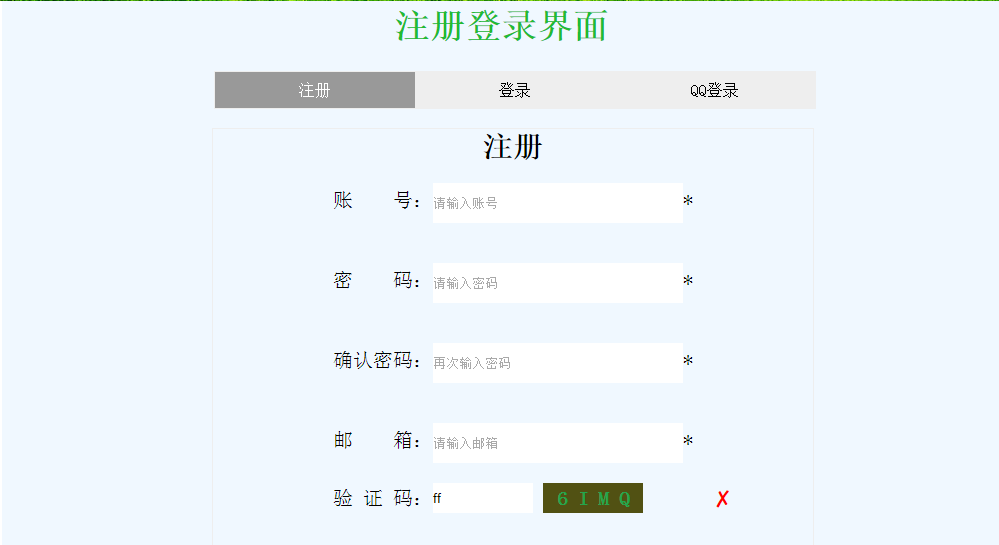 注册登录界面
注册 登录 QQ登录
注册
账 号： 请输入账号 *
密 码： 请输入密码 *
确认密码： 再次输入密码 *
邮 箱： 请输入邮箱 *
验 证 码： ff 6 I M Q ✗